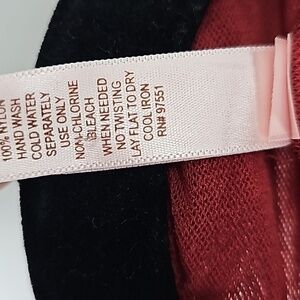 100% NYLON
HAND WASH
COLD WATER
SEPARATELY
USE ONLY
NON-CHLORINE
BLEACH
WHEN NEEDED
NO TWISTING
LAY FLAT TO DRY
COOL IRON
RN# 97551